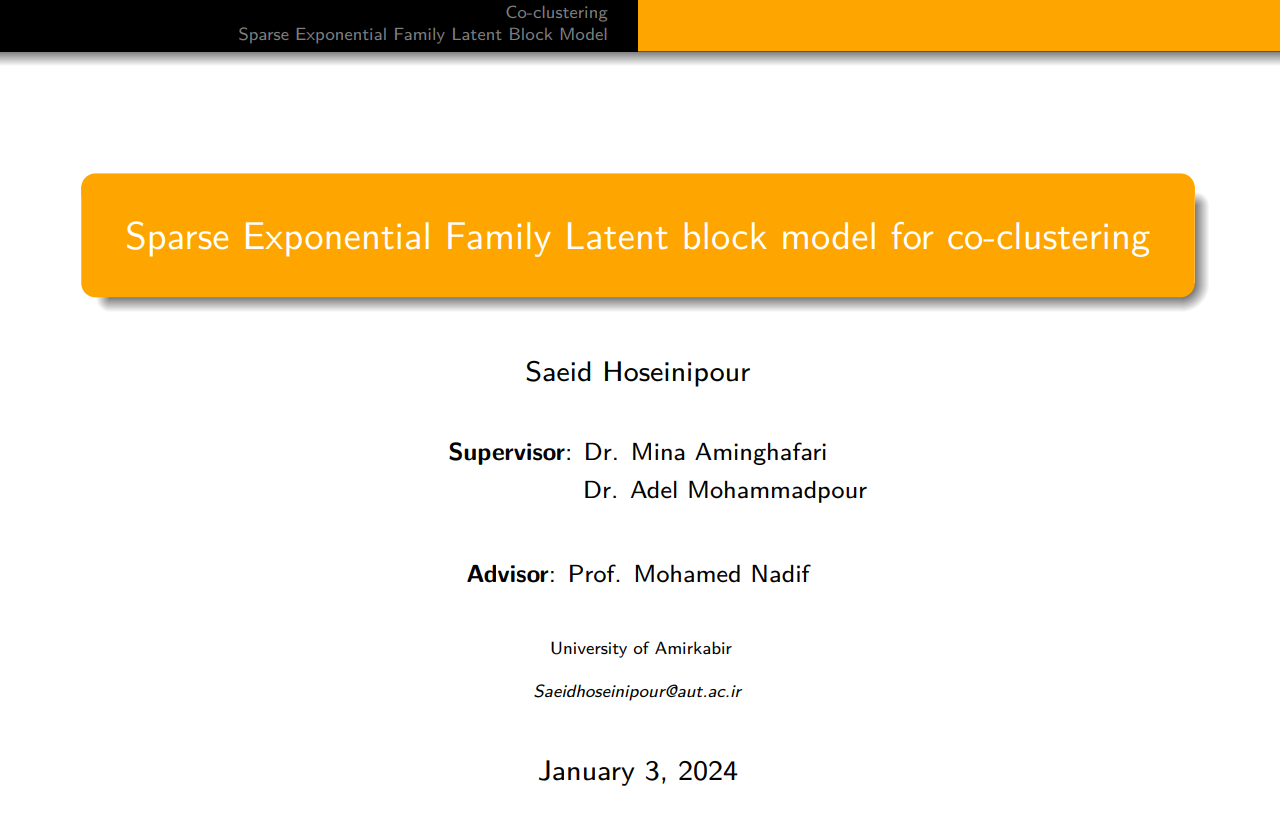 Co-clustering
Sparse Exponential Family Latent Block Model
Sparse Exponential Family Latent block model for co-clustering
Saeid Hoseinipour
Supervisor: Dr. Mina Aminghafari
Dr. Adel Mohammadpour
Advisor: Prof. Mohamed Nadif
University of Amirkabir
Saeidhoseinipour@aut.ac.ir
January 3, 2024